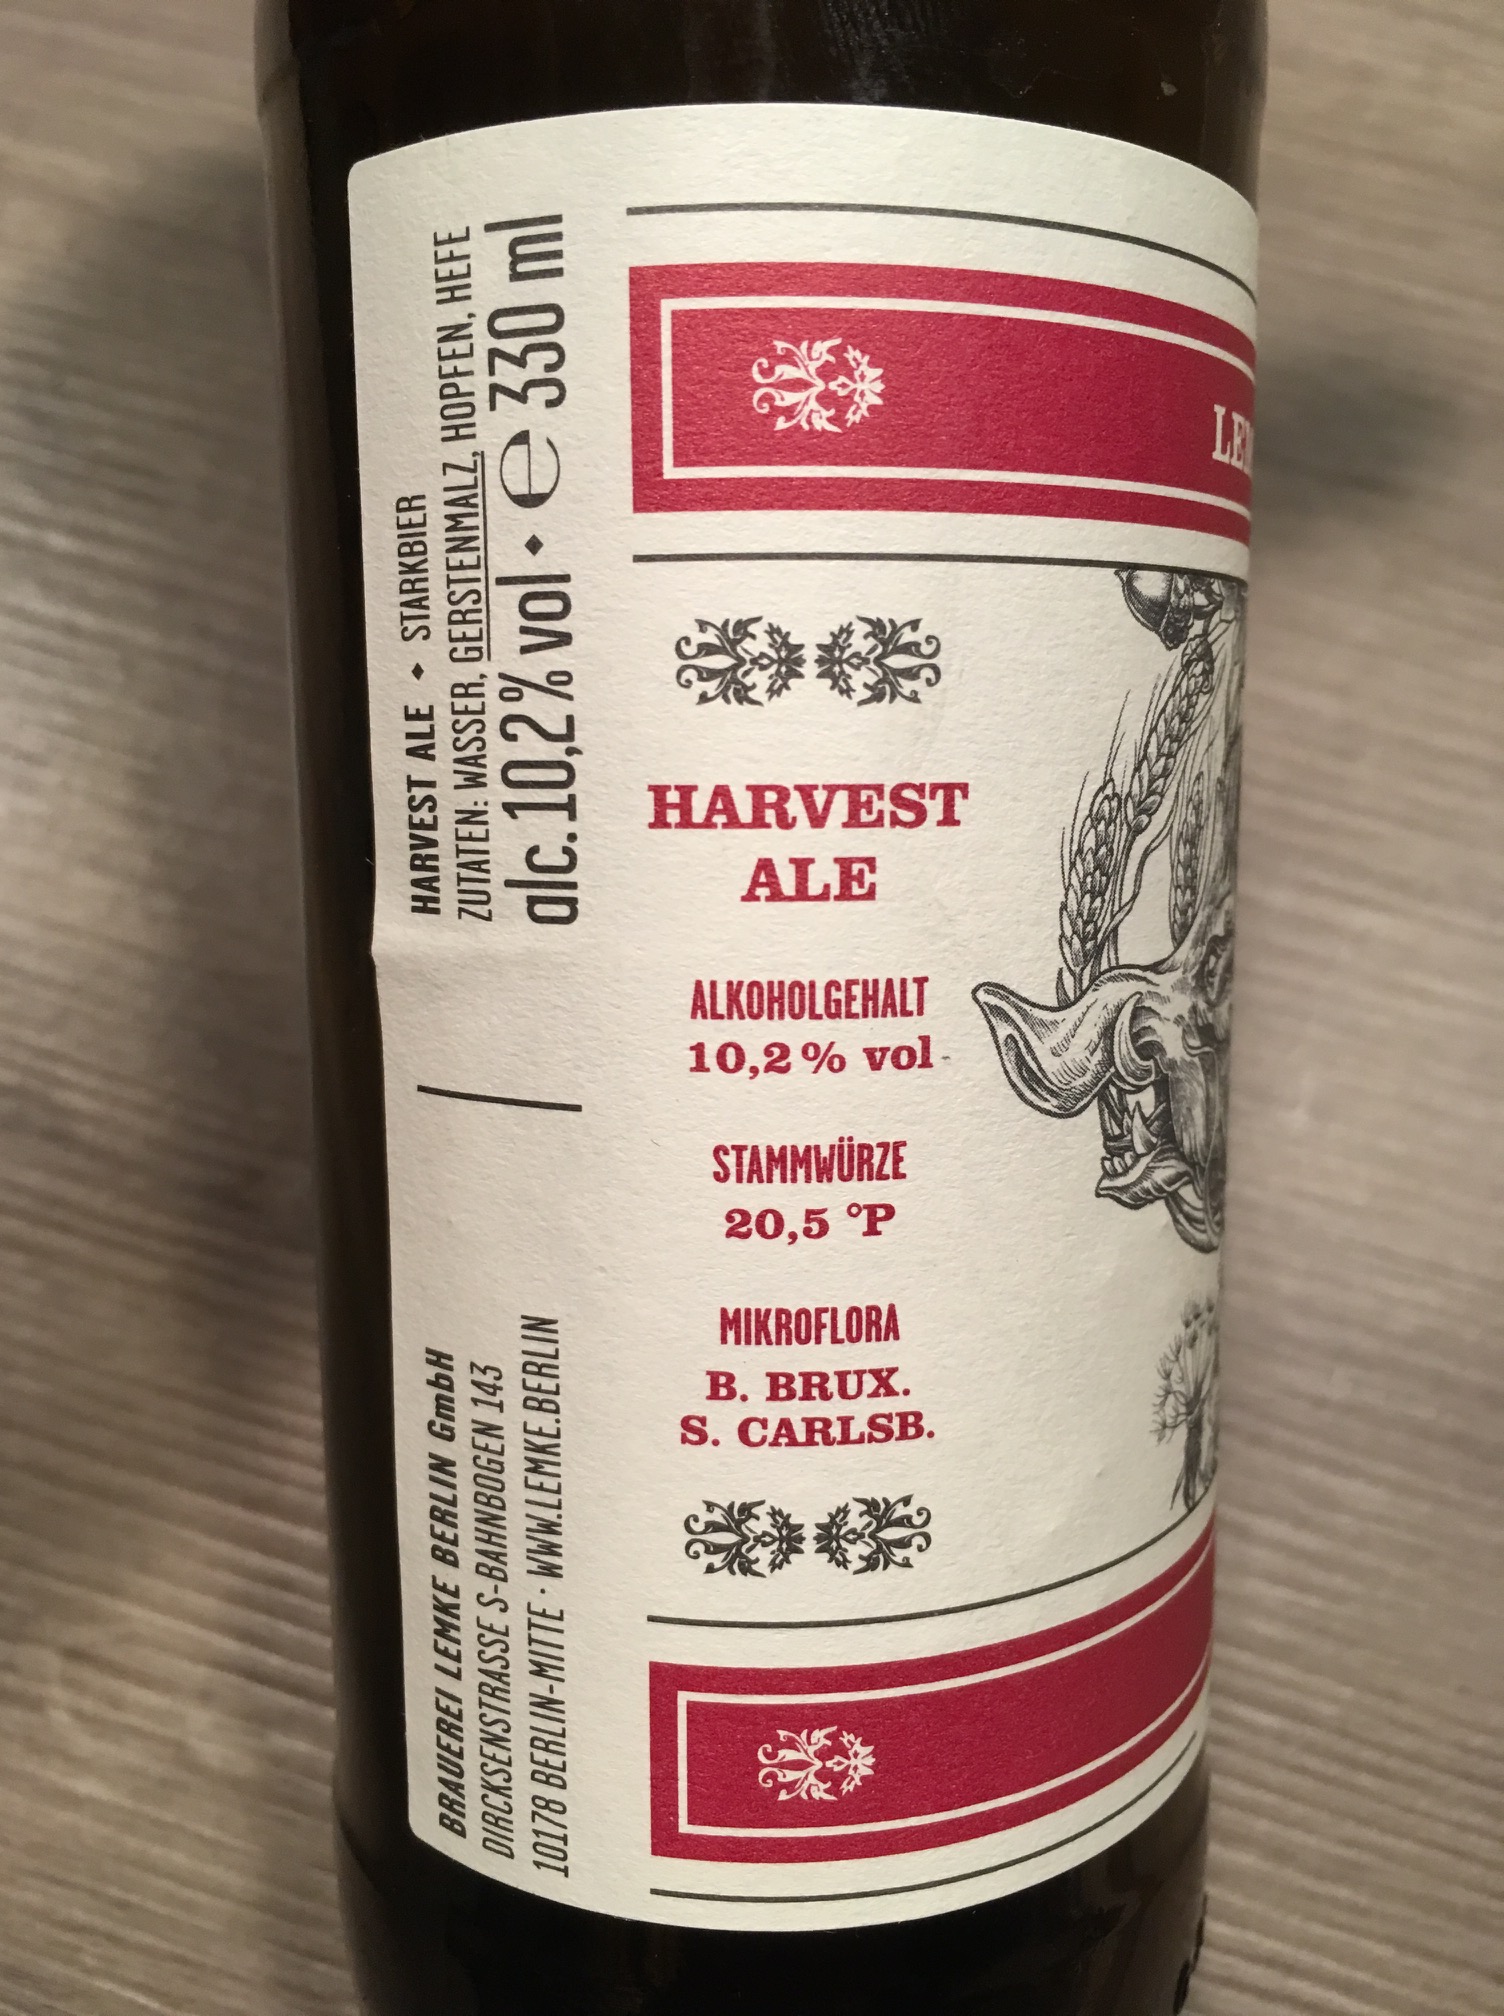 HARVEST ALE ◆ STARKBIER
ZUTATEN: WASSER, GERSTENMALZ, HOPFEN, HEFE
alc. 10,2% vol ◆ ℮ 330 ml
BRAUEREI LEMKE BERLIN GmbH
DIRCKSENSTRASSE S-BAHNBOGEN 143
10178 BERLIN-MITTE · WWW.LEMKE.BERLIN
HARVEST
ALE
ALKOHOLGEHALT
10,2% vol
STAMMWÜRZE
20,5 °P
MIKROFLORA
B. BRUX.
S. CARLSB.